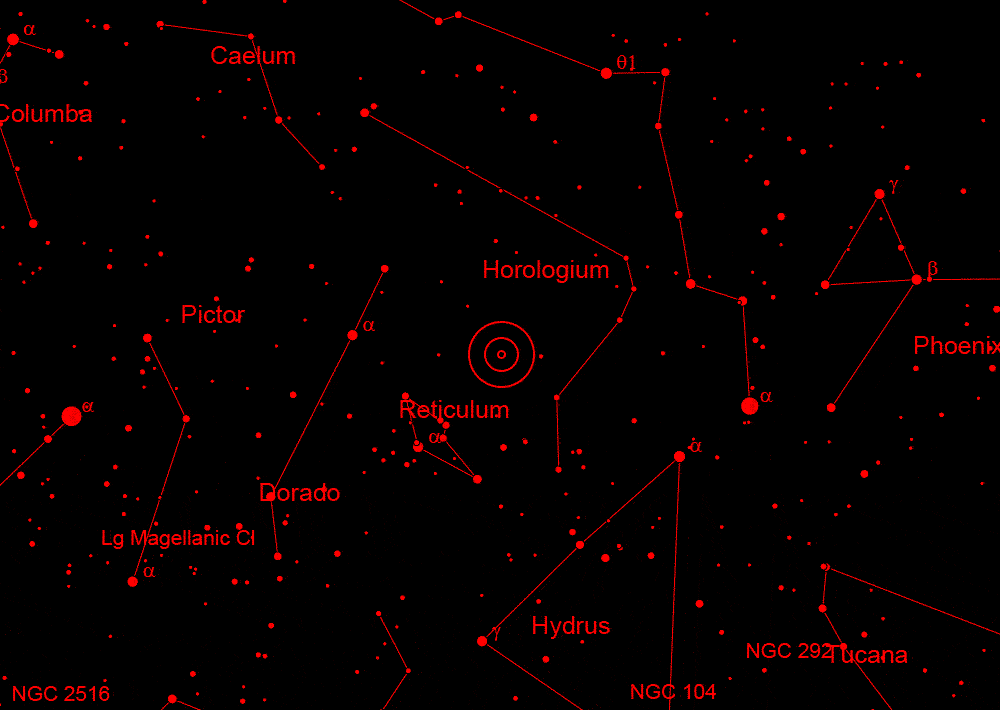 α
θ1
Caelum
β
Columba
γ
β
Horologium
Pictor
α
Phoenix
α
α
Reticulum
α
α
Dorado
Lg Magellanic Cl
α
Hydrus
γ
NGC 292
Tucana
NGC 2516
NGC 104